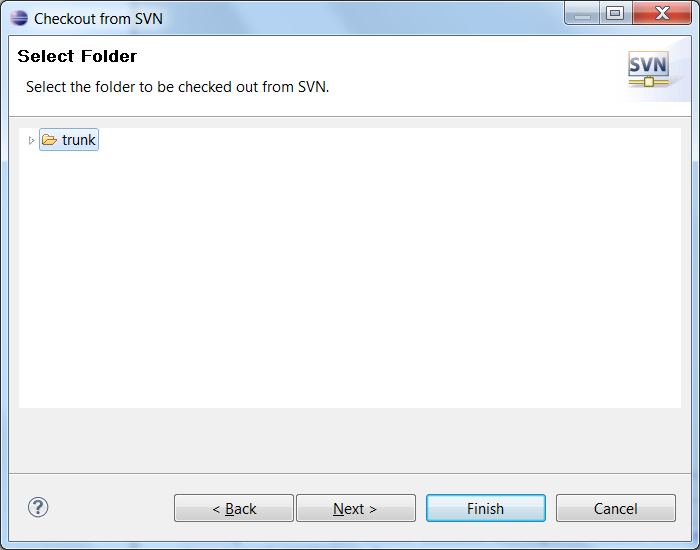 Checkout from SVN
Select Folder
Select the folder to be checked out from SVN.
SVN
trunk
?
< Back
Next >
Finish
Cancel